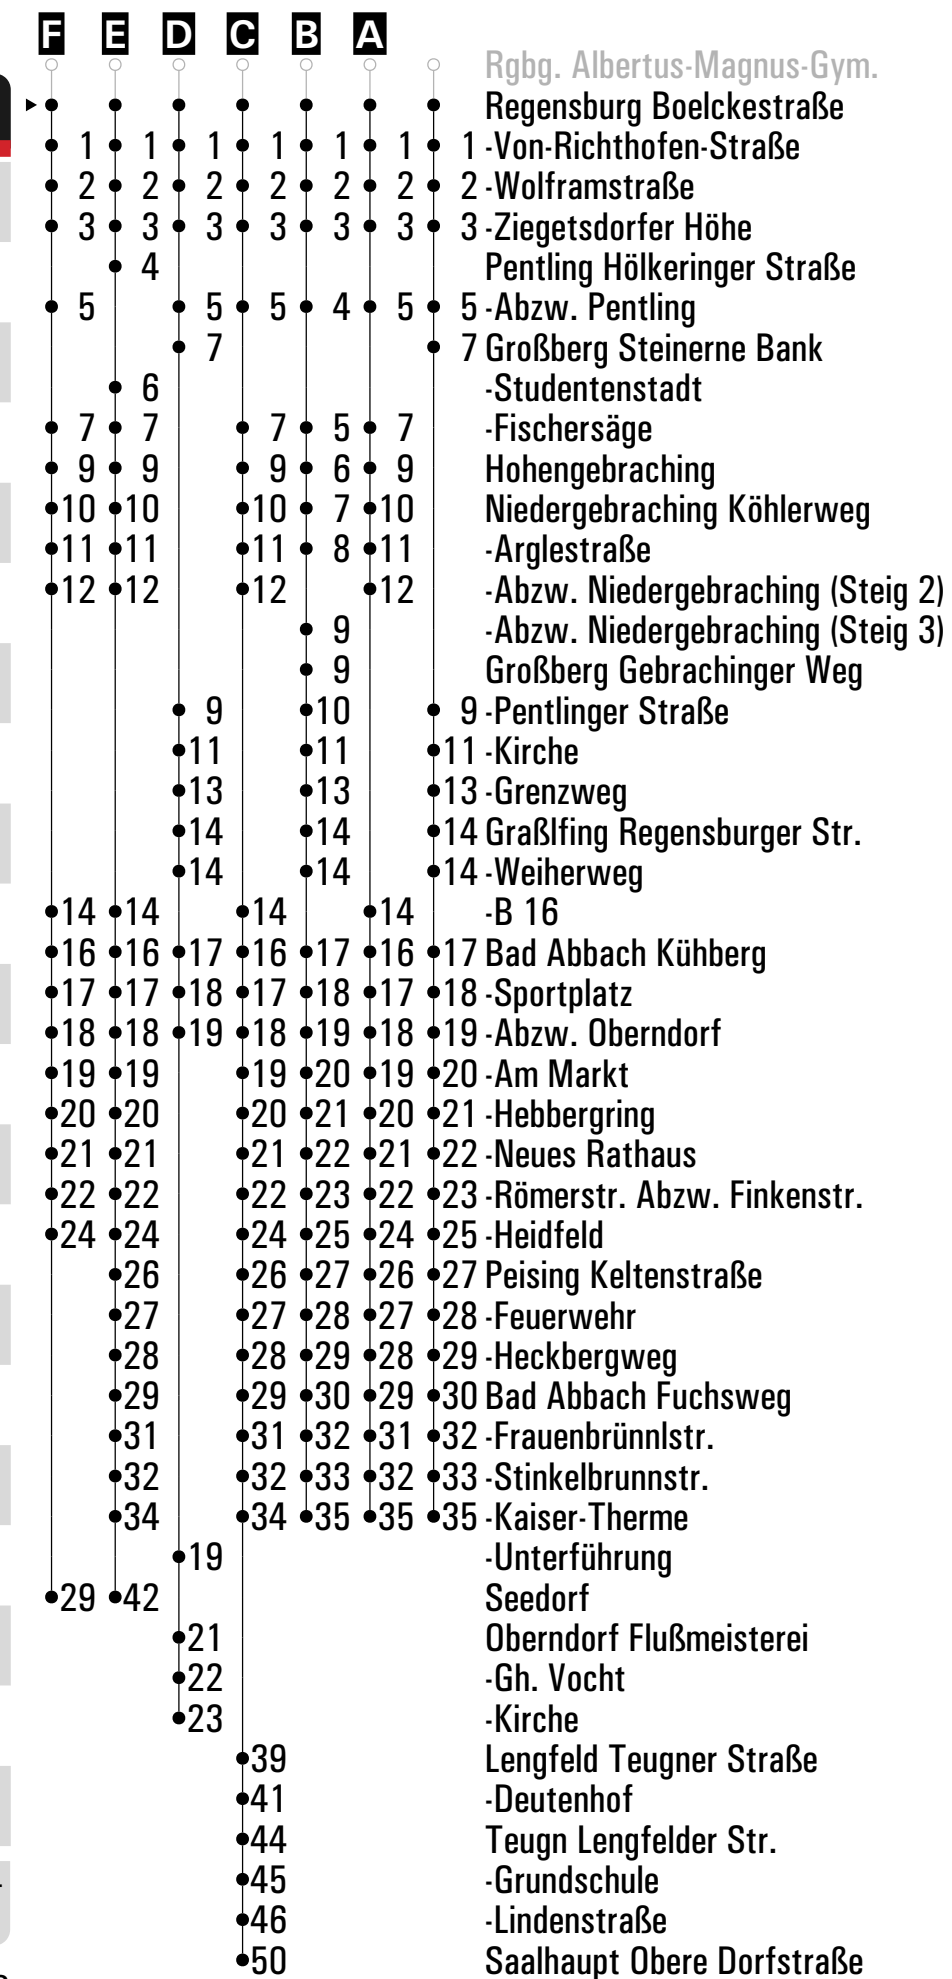 F E D C B A
Rgbg. Albertus-Magnus-Gym.
Regensburg Boelckestraße
1 1 1 1 1 1 1 -Von-Richthofen-Straße
2 2 2 2 2 2 2 -Wolframstraße
3 3 3 3 3 3 3 -Ziegetsdorfer Höhe
4 Pentling Hölkeringer Straße
5 5 5 4 5 5 -Abzw. Pentling
7 7 Großberg Steinerne Bank
6 -Studentenstadt
7 7 7 5 7 -Fischersäge
9 9 9 6 9 Hohengebraching
10 10 10 7 10 Niedergebraching Köhlerweg
11 11 11 8 11 -Arglestraße
12 12 12 12 -Abzw. Niedergebraching (Steig 2)
9 -Abzw. Niedergebraching (Steig 3)
9 Großberg Gebrachinger Weg
9 10 9 -Pentlinger Straße
11 11 11 -Kirche
13 13 13 -Grenzweg
14 14 14 Graßlfing Regensburger Str.
14 14 14 -Weiherweg
14 14 14 14 -B 16
16 16 17 16 17 16 17 Bad Abbach Kühberg
17 17 18 17 18 17 18 -Sportplatz
18 18 19 18 19 18 19 -Abzw. Oberndorf
19 19 19 20 19 20 -Am Markt
20 20 20 21 20 21 -Hebbergring
21 21 21 22 21 22 -Neues Rathaus
22 22 22 23 22 23 -Römerstr. Abzw. Finkenstr.
24 24 24 25 24 25 -Heidfeld
26 26 27 26 27 Peising Keltenstraße
27 27 28 27 28 -Feuerwehr
28 28 29 28 29 -Heckbergweg
29 29 30 29 30 Bad Abbach Fuchsweg
31 31 32 31 32 -Frauenbrünnlstr.
32 32 33 32 33 -Stinkelbrunnstr.
34 34 35 35 35 -Kaiser-Therme
19 -Unterführung
29 42 Seedorf
21 Oberndorf Flußmeisterei
22 -Gh. Vocht
23 -Kirche
39 Lengfeld Teugner Straße
41 -Deutenhof
44 Teugn Lengfelder Str.
45 -Grundschule
46 -Lindenstraße
50 Saalhaupt Obere Dorfstraße